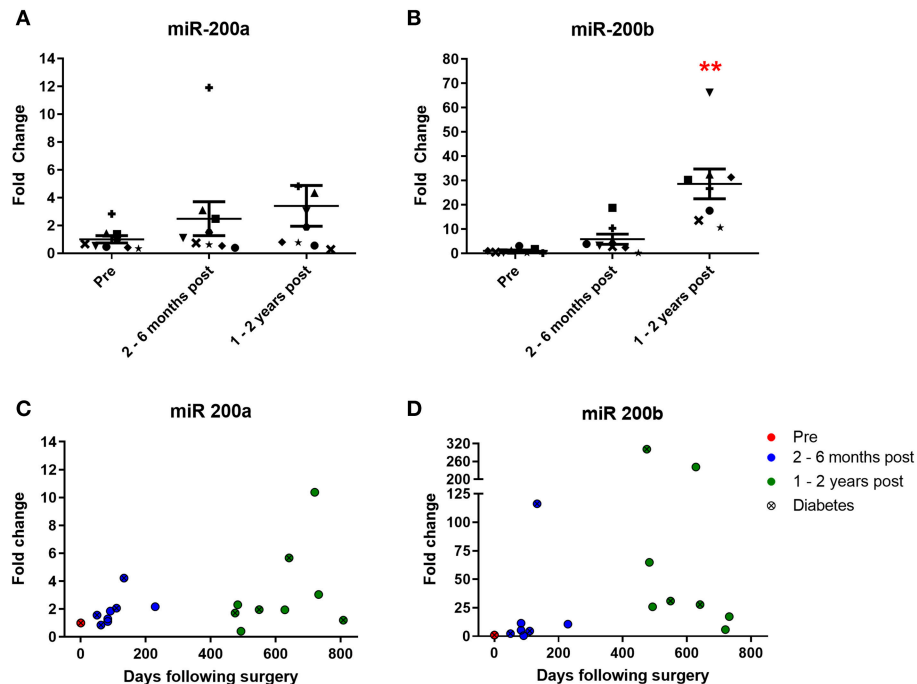 A
miR-200a
Fold Change
14
12
10
8
6
4
2
0
Pre
2 - 6 months post
1 - 2 years post
B
miR-200b
Fold Change
80
70
60
50
40
30
20
10
0
**
Pre
2 - 6 months post
1 - 2 years post
C
miR 200a
Fold change
14
12
10
8
6
4
2
0
0
200
400
600
800
Days following surgery
D
miR 200b
Fold change
320
260
200
125
100
75
50
25
0
0
200
400
600
800
Days following surgery
Pre
2 - 6 months post
1 - 2 years post
Diabetes